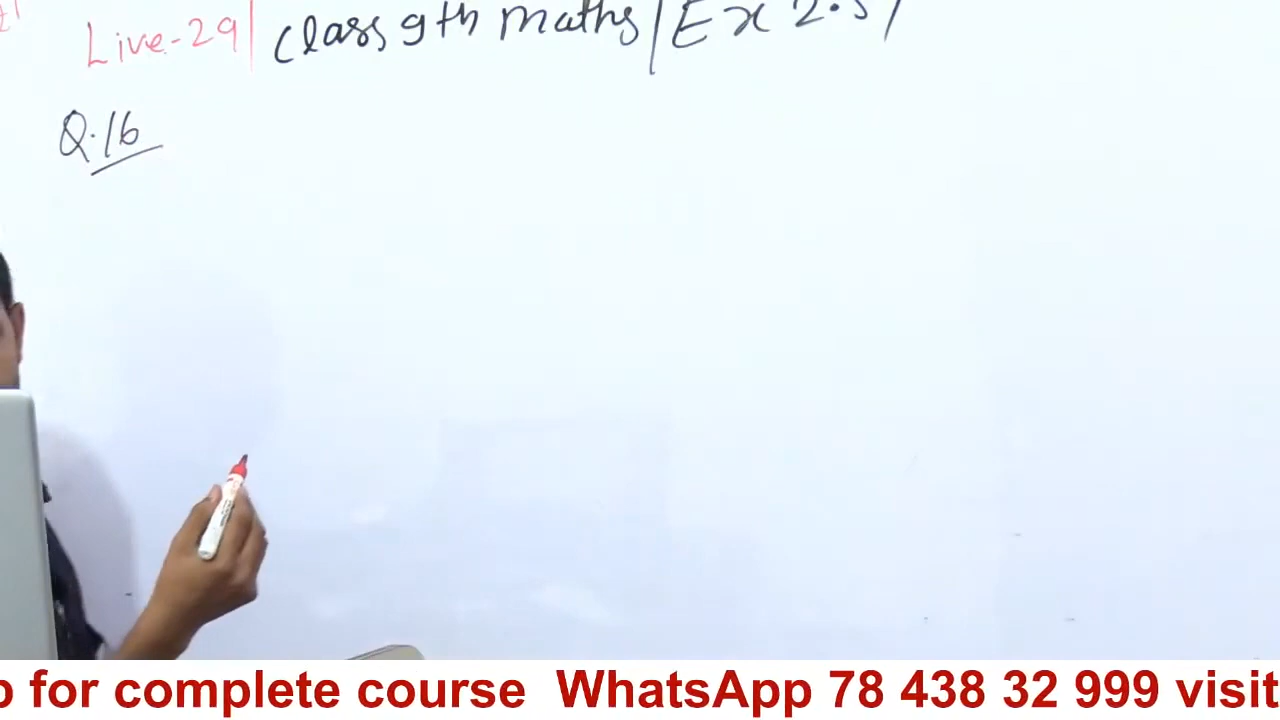 Live-29| Class 9th maths | Ex 2.5 |
Q.16
p for complete course WhatsApp 78 438 32 999 visit